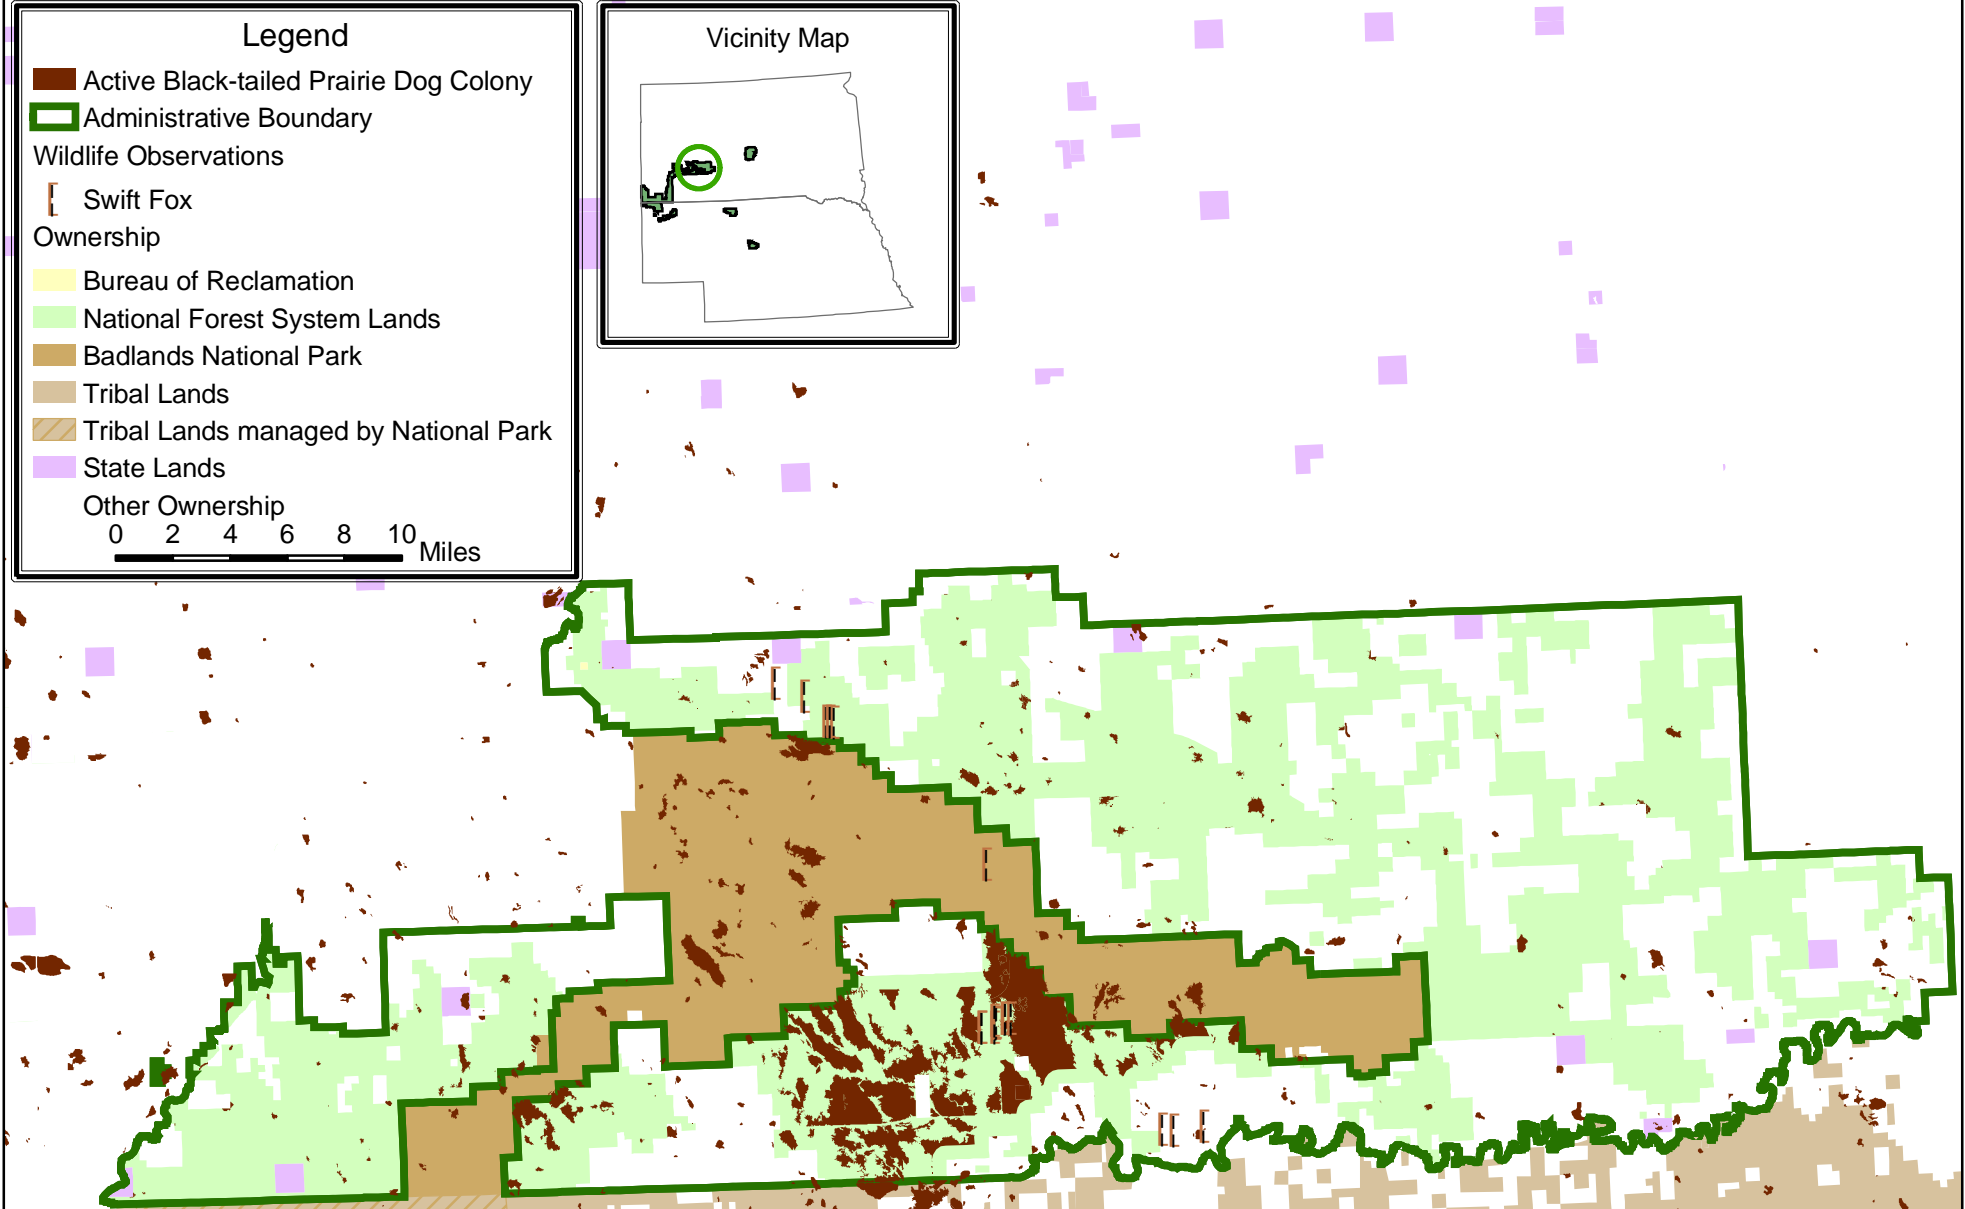 Legend
Active Black-tailed Prairie Dog Colony
Administrative Boundary
Wildlife Observations
Swift Fox
Ownership
Bureau of Reclamation
National Forest System Lands
Badlands National Park
Tribal Lands
Tribal Lands managed by National Park
State Lands
Other Ownership
0 2 4 6 8 10
Miles
Vicinity Map